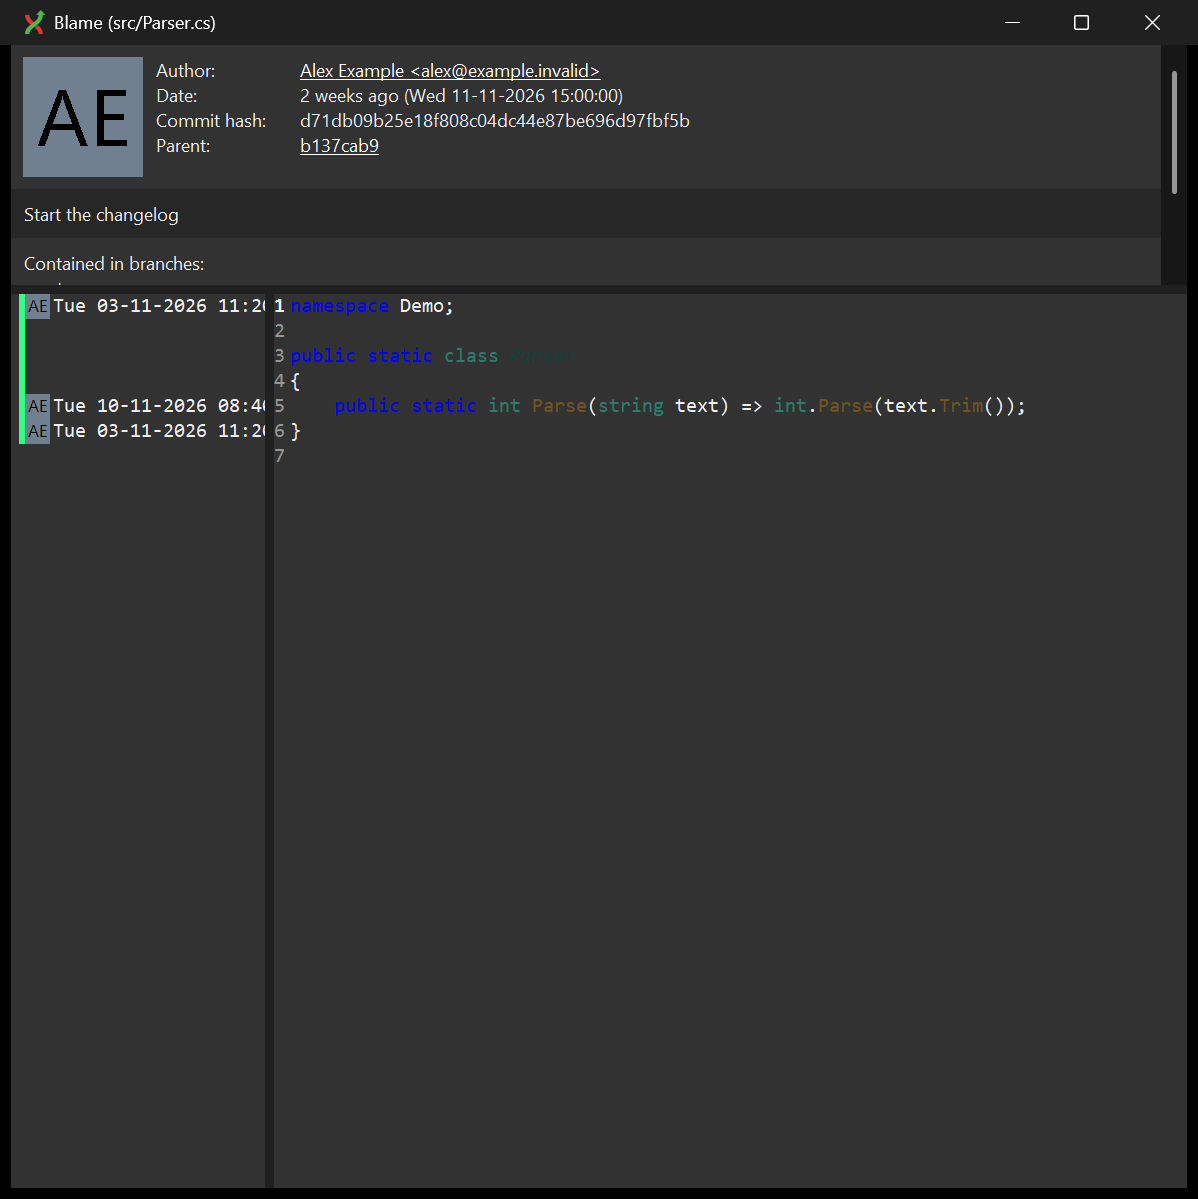 Blame (src/Parser.cs)
AE
Author: Alex Example <alex@example.invalid>
Date: 2 weeks ago (Wed 11-11-2026 15:00:00)
Commit hash: d71db09b25e18f808c04dc44e87be696d97fbf5b
Parent: b137cab9
Start the changelog
Contained in branches:
AE Tue 03-11-2026 11:20 1 namespace Demo;
2
3 public static class Parser
4 {
AE Tue 10-11-2026 08:40 5 public static int Parse(string text) => int.Parse(text.Trim());
AE Tue 03-11-2026 11:20 6 }
7